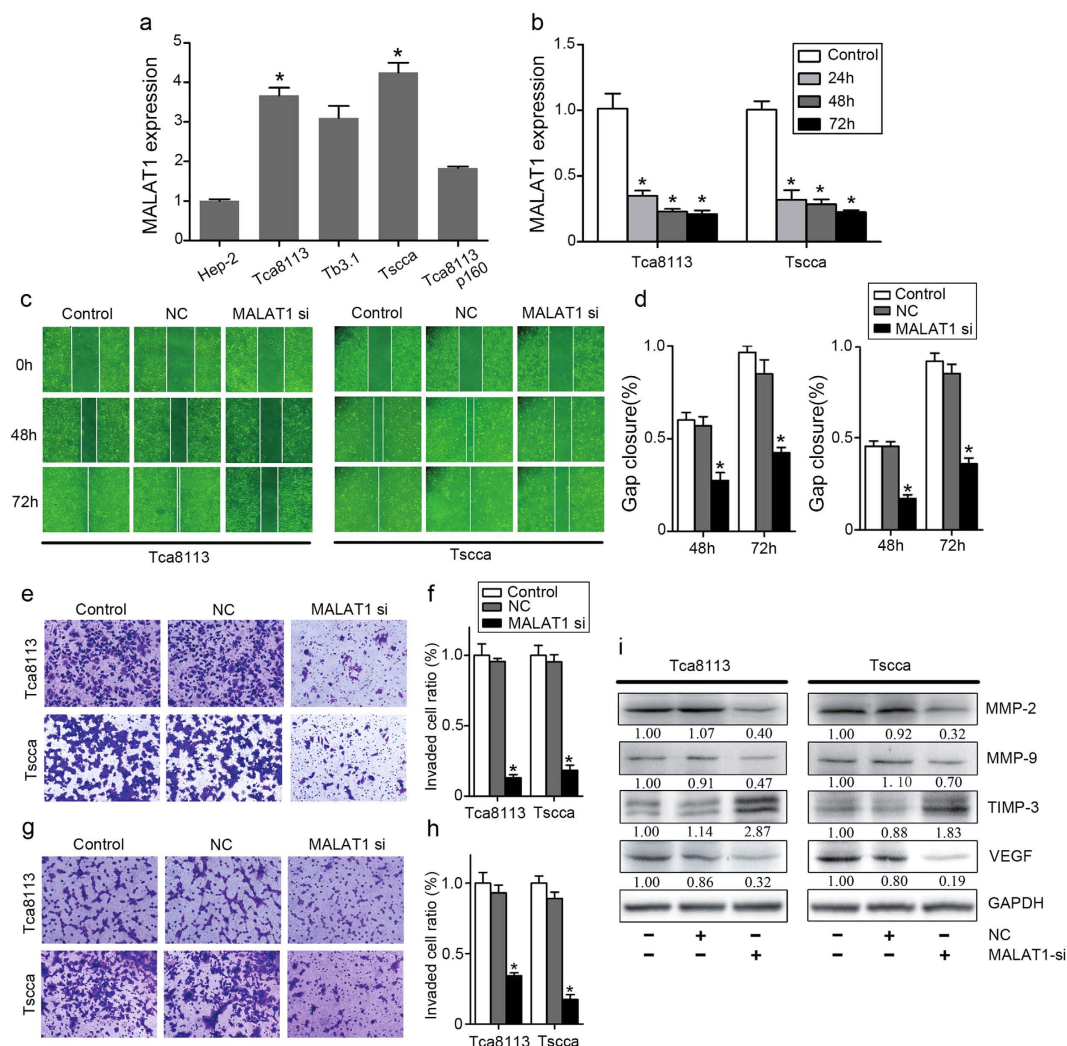 a
MALAT1 expression
5
4
3
2
1
0
*
*
Hep-2
Tca8113
Tb3.1
Tscca
Tca8113
p160
b
MALAT1 expression
1.5
1.0
0.5
0
Control
24h
48h
72h
* * *
* * *
Tca8113
Tscca
c
Control NC MALAT1 si Control NC MALAT1 si
0h
48h
72h
Tca8113
Tscca
d
Control
NC
MALAT1 si
Gap closure(%)
1.0
0.5
0
*
*
48h 72h
Gap closure(%)
1.0
0.5
0
*
*
48h 72h
e
Control NC MALAT1 si
Tca8113
Tscca
f
Control
NC
MALAT1 si
Invaded cell ratio (%)
1.0
0.5
0
*
*
Tca8113 Tscca
g
Control NC MALAT1 si
Tca8113
Tscca
h
Invaded cell ratio (%)
1.0
0.5
0
*
*
Tca8113 Tscca
i
Tca8113 Tscca
MMP-2
1.00 1.07 0.40 1.00 0.92 0.32
MMP-9
1.00 0.91 0.47 1.00 1.10 0.70
TIMP-3
1.00 1.14 2.87 1.00 0.88 1.83
VEGF
1.00 0.86 0.32 1.00 0.80 0.19
GAPDH
– + – – + – NC
– – + – – + MALAT1-si